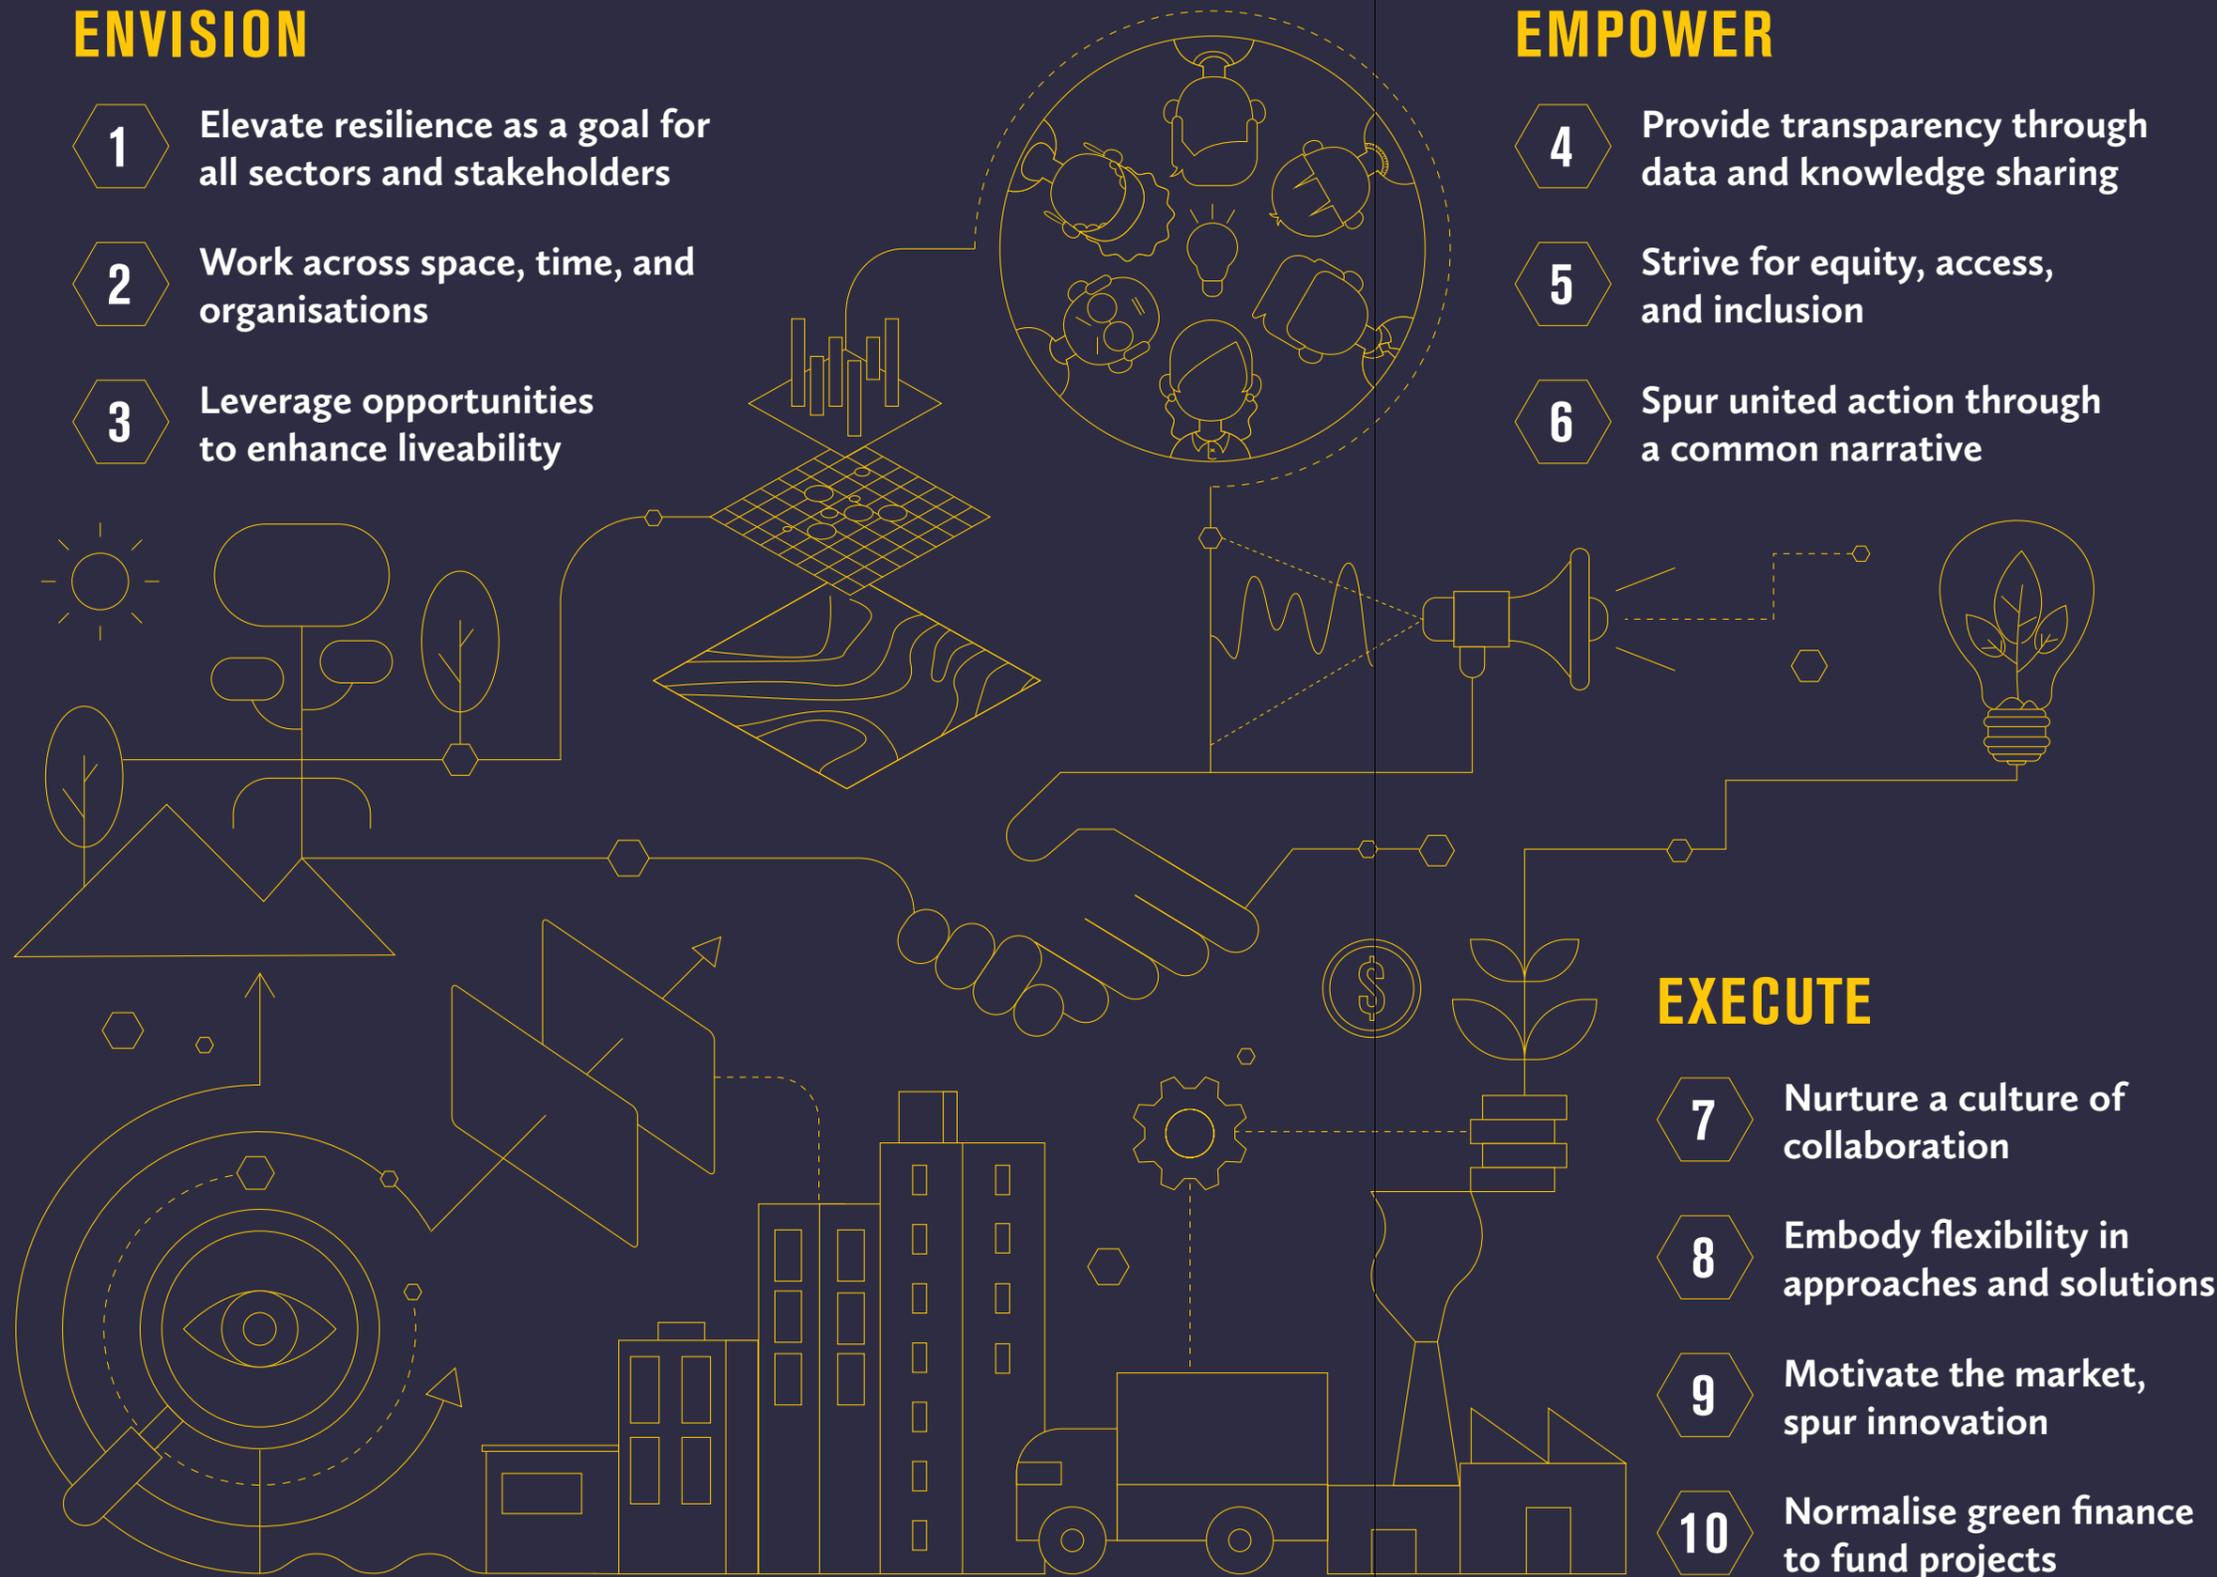 ENVISION
1
Elevate resilience as a goal for
all sectors and stakeholders
2
Work across space, time, and
organisations
3
Leverage opportunities
to enhance liveability
EMPOWER
4
Provide transparency through
data and knowledge sharing
5
Strive for equity, access,
and inclusion
6
Spur united action through
a common narrative
$
EXECUTE
7
Nurture a culture of
collaboration
8
Embody flexibility in
approaches and solutions
9
Motivate the market,
spur innovation
10
Normalise green finance
to fund projects